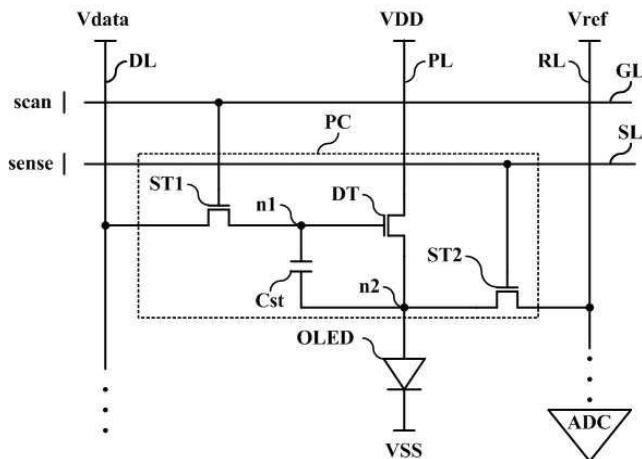 Vdata VDD Vref
DL PL RL GL
scan
PC SL
sense
ST1 DT
n1
ST2
Cst n2
OLED
ADC
VSS